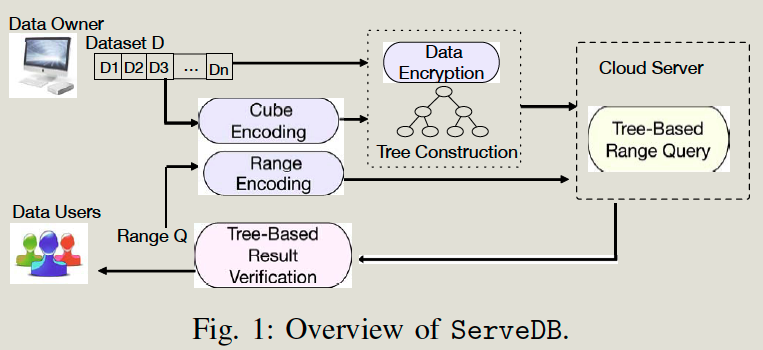 Data Owner
Dataset D
D1 D2 D3 ... Dn
Data
Encryption
Cloud Server
Cube
Encoding
Tree Construction
Tree-Based
Range Query
Range
Encoding
Data Users
Range Q
Tree-Based
Result
Verification
Fig. 1: Overview of ServeDB.